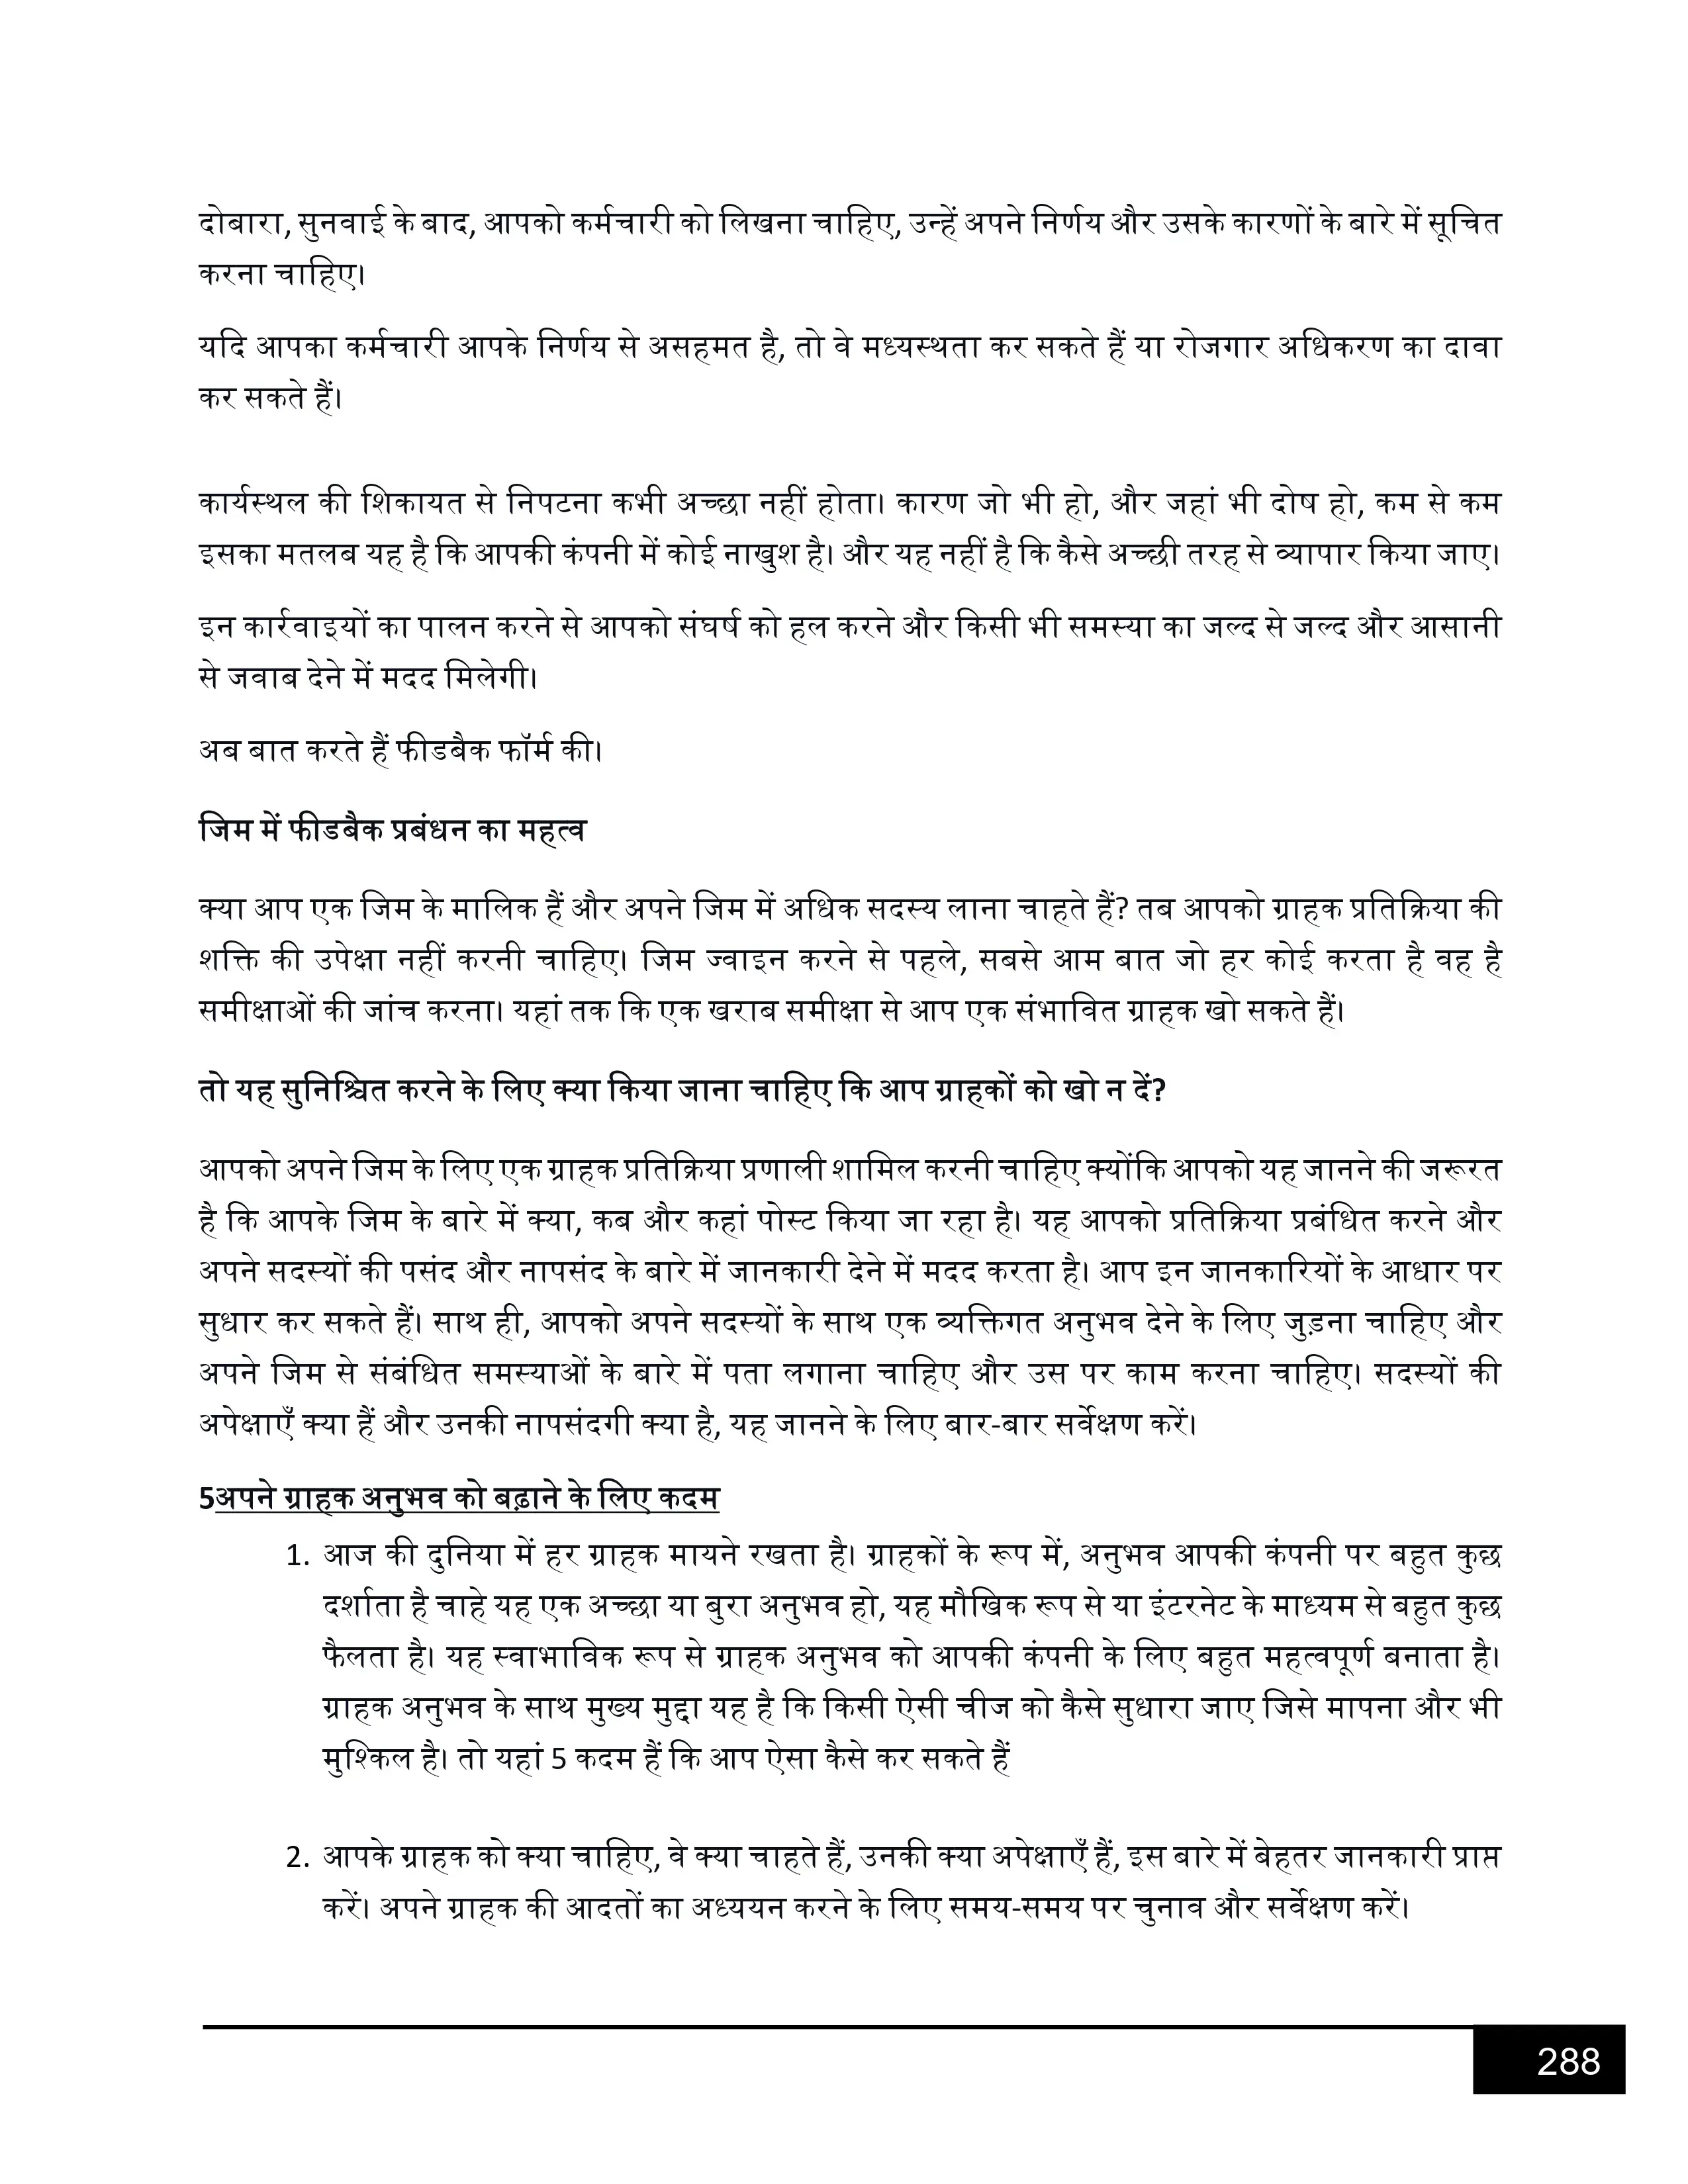 दोबारा, सुनवाई के बाद, आपको कर्मचारी को लिखना चाहिए, उन्हें अपने निर्णय और उसके कारणों के बारे में सूचित
करना चाहिए।
यदि आपका कर्मचारी आपके निर्णय से असहमत है, तो वे मध्यस्थता कर सकते हैं या रोजगार अधिकरण का दावा
कर सकते हैं।
कार्यस्थल की शिकायत से निपटना कभी अच्छा नहीं होता। कारण जो भी हो, और जहां भी दोष हो, कम से कम
इसका मतलब यह है कि आपकी कंपनी में कोई नाखुश है। और यह नहीं है कि कैसे अच्छी तरह से व्यापार किया जाए।
इन कार्रवाइयों का पालन करने से आपको संघर्ष को हल करने और किसी भी समस्या का जल्द से जल्द और आसानी
से जवाब देने में मदद मिलेगी।
अब बात करते हैं फीडबैक फॉर्म की।
जिम में फीडबैक प्रबंधन का महत्व
क्या आप एक जिम के मालिक हैं और अपने जिम में अधिक सदस्य लाना चाहते हैं? तब आपको ग्राहक प्रतिक्रिया की
शक्ति की उपेक्षा नहीं करनी चाहिए। जिम ज्वाइन करने से पहले, सबसे आम बात जो हर कोई करता है वह है
समीक्षाओं की जांच करना। यहां तक कि एक खराब समीक्षा से आप एक संभावित ग्राहक खो सकते हैं।
तो यह सुनिश्चित करने के लिए क्या किया जाना चाहिए कि आप ग्राहकों को खो न दें?
आपको अपने जिम के लिए एक ग्राहक प्रतिक्रिया प्रणाली शामिल करनी चाहिए क्योंकि आपको यह जानने की जरूरत
है कि आपके जिम के बारे में क्या, कब और कहां पोस्ट किया जा रहा है। यह आपको प्रतिक्रिया प्रबंधित करने और
अपने सदस्यों की पसंद और नापसंद के बारे में जानकारी देने में मदद करता है। आप इन जानकारियों के आधार पर
सुधार कर सकते हैं। साथ ही, आपको अपने सदस्यों के साथ एक व्यक्तिगत अनुभव देने के लिए जुड़ना चाहिए और
अपने जिम से संबंधित समस्याओं के बारे में पता लगाना चाहिए और उस पर काम करना चाहिए। सदस्यों की
अपेक्षाएँ क्या हैं और उनकी नापसंदगी क्या है, यह जानने के लिए बार-बार सर्वेक्षण करें।
5अपने ग्राहक अनुभव को बढ़ाने के लिए कदम
1. आज की दुनिया में हर ग्राहक मायने रखता है। ग्राहकों के रूप में, अनुभव आपकी कंपनी पर बहुत कुछ
दर्शाता है चाहे यह एक अच्छा या बुरा अनुभव हो, यह मौखिक रूप से या इंटरनेट के माध्यम से बहुत कुछ
फैलता है। यह स्वाभाविक रूप से ग्राहक अनुभव को आपकी कंपनी के लिए बहुत महत्वपूर्ण बनाता है।
ग्राहक अनुभव के साथ मुख्य मुद्दा यह है कि किसी ऐसी चीज को कैसे सुधारा जाए जिसे मापना और भी
मुश्किल है। तो यहां 5 कदम हैं कि आप ऐसा कैसे कर सकते हैं
2. आपके ग्राहक को क्या चाहिए, वे क्या चाहते हैं, उनकी क्या अपेक्षाएँ हैं, इस बारे में बेहतर जानकारी प्राप्त
करें। अपने ग्राहक की आदतों का अध्ययन करने के लिए समय-समय पर चुनाव और सर्वेक्षण करें।
288